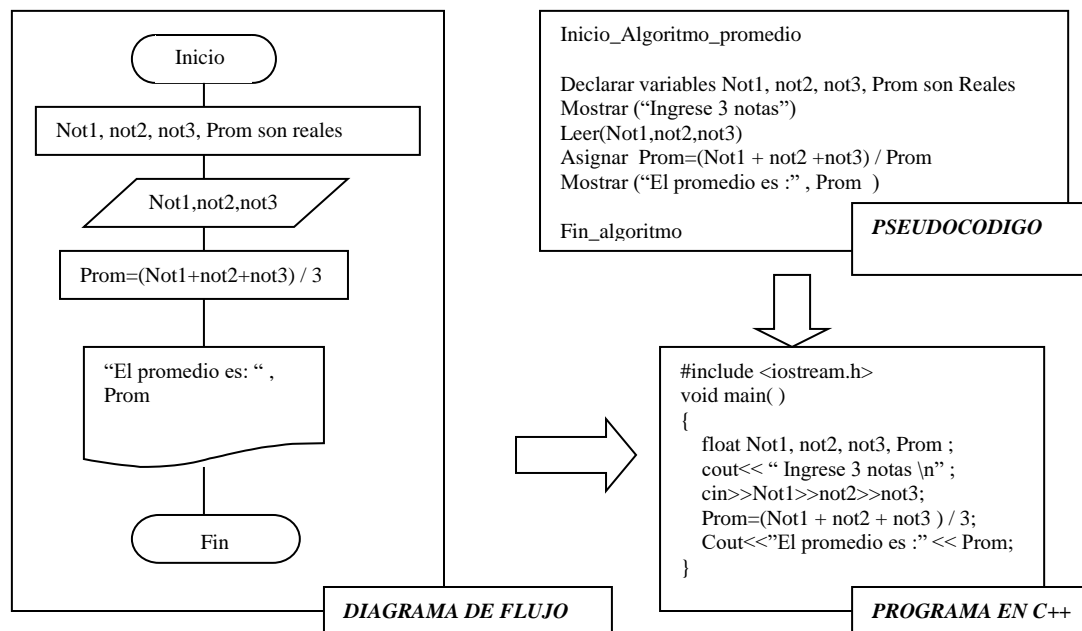 Inicio
Not1, not2, not3, Prom son reales
Not1,not2,not3
Prom=(Not1+not2+not3) / 3
“El promedio es: “ ,
Prom
Fin
DIAGRAMA DE FLUJO
Inicio_Algoritmo_promedio
Declarar variables Not1, not2, not3, Prom son Reales
Mostrar (“Ingrese 3 notas”)
Leer(Not1,not2,not3)
Asignar  Prom=(Not1 + not2 +not3) / Prom
Mostrar (“El promedio es :” , Prom  )
Fin_algoritmo
PSEUDOCODIGO
#include <iostream.h>
void main( )
{
float Not1, not2, not3, Prom ;
cout<< “ Ingrese 3 notas \n” ;
cin>>Not1>>not2>>not3;
Prom=(Not1 + not2 + not3 ) / 3;
Cout<<”El promedio es :” << Prom;
}
PROGRAMA EN C++